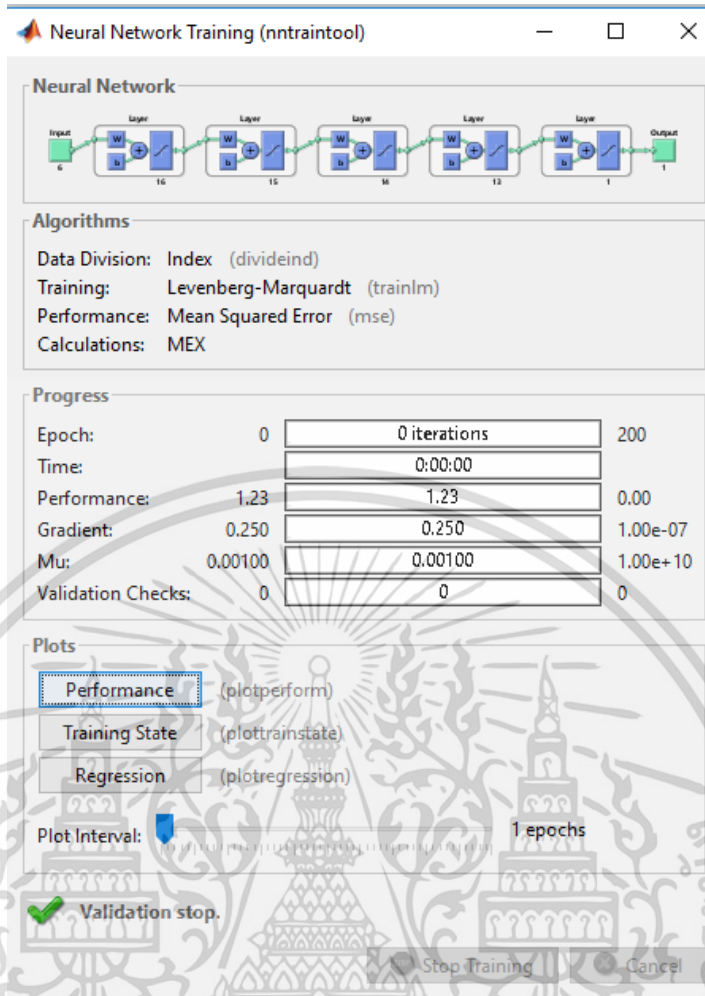 Neural Network Training (nntraintool)
Neural Network
Layer Layer Layer Layer Layer
Input W b + W b + W b + W b + W b + Output
6 16 15 14 13 1 1
Algorithms
Data Division: Index (divideind)
Training: Levenberg-Marquardt (trainlm)
Performance: Mean Squared Error (mse)
Calculations: MEX
Progress
Epoch: 0 0 iterations 200
Time: 0:00:00
Performance: 1.23 1.23 0.00
Gradient: 0.250 0.250 1.00e-07
Mu: 0.00100 0.00100 1.00e+10
Validation Checks: 0 0 0
Plots
Performance (plotperform)
Training State (plottrainstate)
Regression (plotregression)
Plot Interval: 1 epochs
Validation stop.
Stop Training Cancel